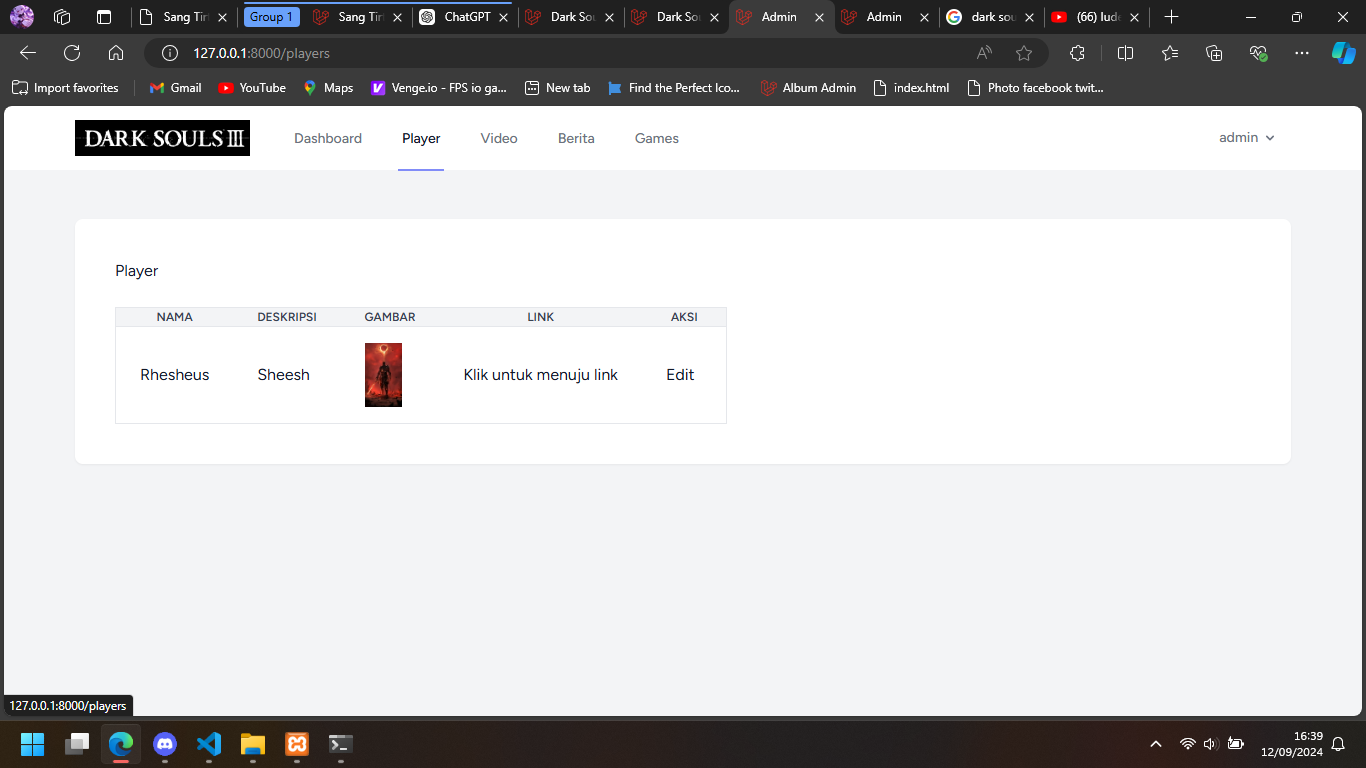 Sang Tir
Group 1
Sang Tir
ChatGPT
Dark Sou
Dark Sou
Admin
Admin
dark sou
(66) lude
127.0.0.1:8000/players
Import favorites
Gmail
YouTube
Maps
Venge.io - FPS io ga...
New tab
Find the Perfect Ico...
Album Admin
index.html
Photo facebook twit...
DARK SOULS III
Dashboard
Player
Video
Berita
Games
admin
Player
NAMA
DESKRIPSI
GAMBAR
LINK
AKSI
Rhesheus
Sheesh
Klik untuk menuju link
Edit
127.0.0.1:8000/players
16:39
12/09/2024